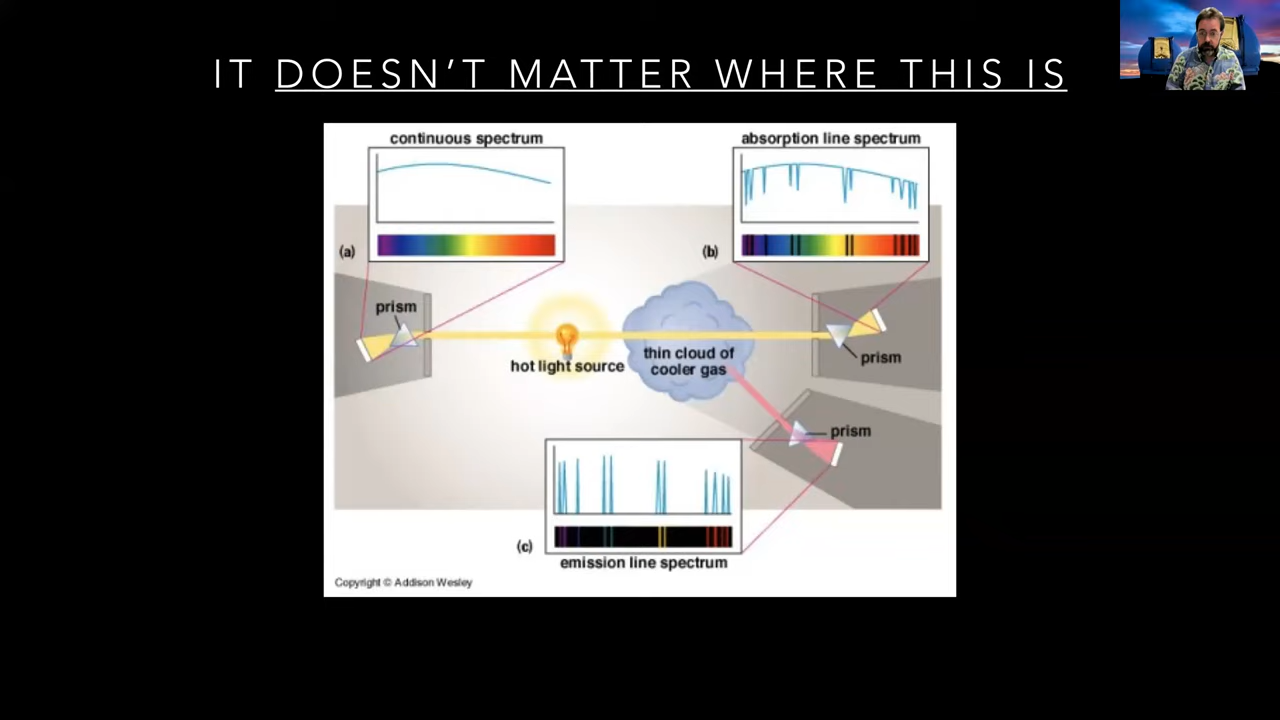 IT DOESN'T MATTER WHERE THIS IS
continuous spectrum
absorption line spectrum
(a)
(b)
prism
hot light source
thin cloud of
cooler gas
prism
prism
(c)
emission line spectrum
Copyright © Addison Wesley